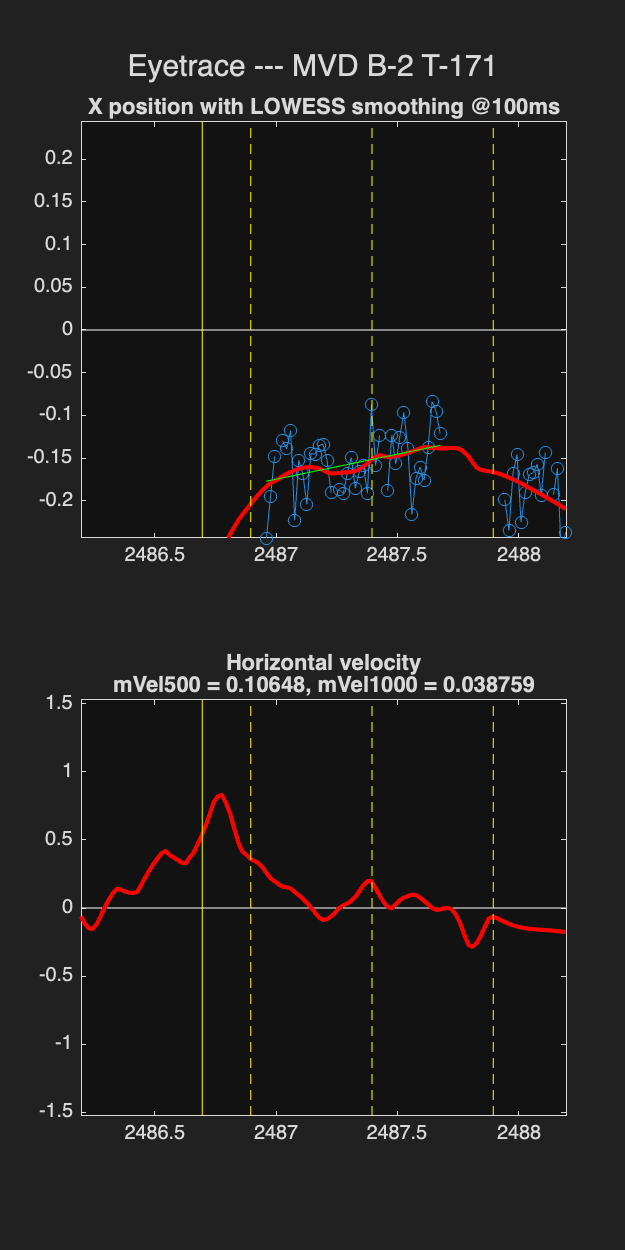 Eyetrace --- MVD B-2 T-171
X position with LOWESS smoothing @100ms
0.2
0.15
0.1
0.05
0
-0.05
-0.1
-0.15
-0.2
2486.5 2487 2487.5 2488
Horizontal velocity
mVel500 = 0.10648, mVel1000 = 0.038759
1.5
1
0.5
0
-0.5
-1
-1.5
2486.5 2487 2487.5 2488